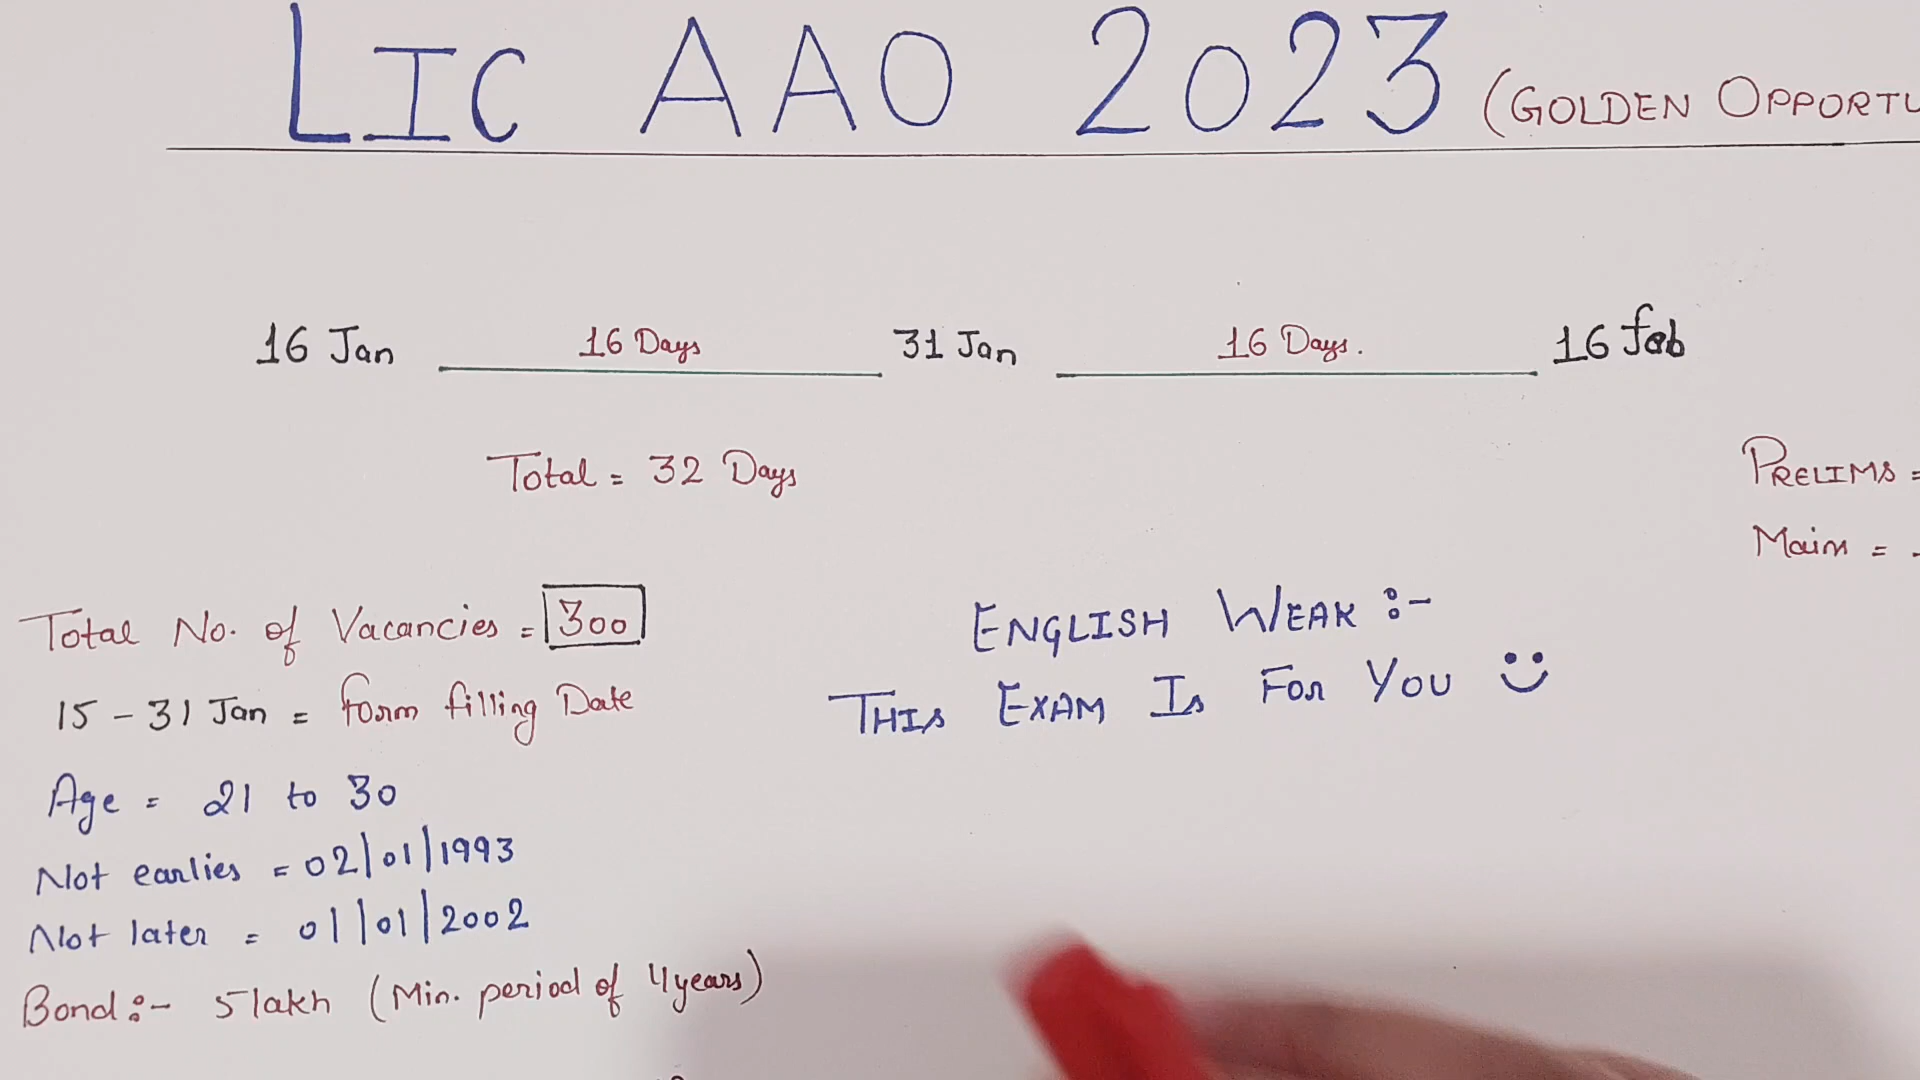 LIC AAO 2023 (GOLDEN OPPORTU
16 Jan 16 Days 31 Jan 16 Days. 16 feb
Total = 32 Days
PRELIMS =
Main =
Total No. of Vacancies = 300
15 - 31 Jan = form filling Date
Age = 21 to 30
Not earlies = 02/01/1993
Not later = 01/01/2002
Bond :- 5 lakh (Min. period of 4 years)
ENGLISH WEAK :-
THIS EXAM Is For You